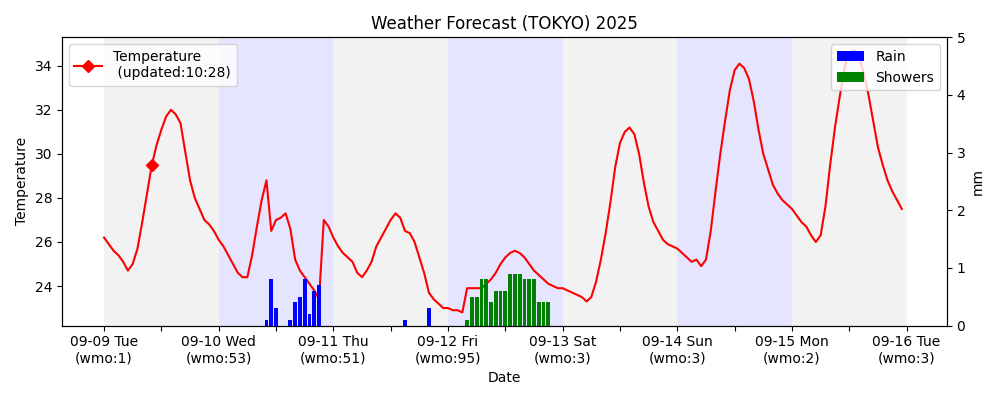 Weather Forecast (TOKYO) 2025
Temperature
(updated:10:28)
Rain
Showers
34
32
30
28
26
24
Temperature
5
4
3
2
1
0
mm
09-09 Tue
(wmo:1)
09-10 Wed
(wmo:53)
09-11 Thu
(wmo:51)
09-12 Fri
(wmo:95)
09-13 Sat
(wmo:3)
09-14 Sun
(wmo:3)
09-15 Mon
(wmo:2)
09-16 Tue
(wmo:3)
Date